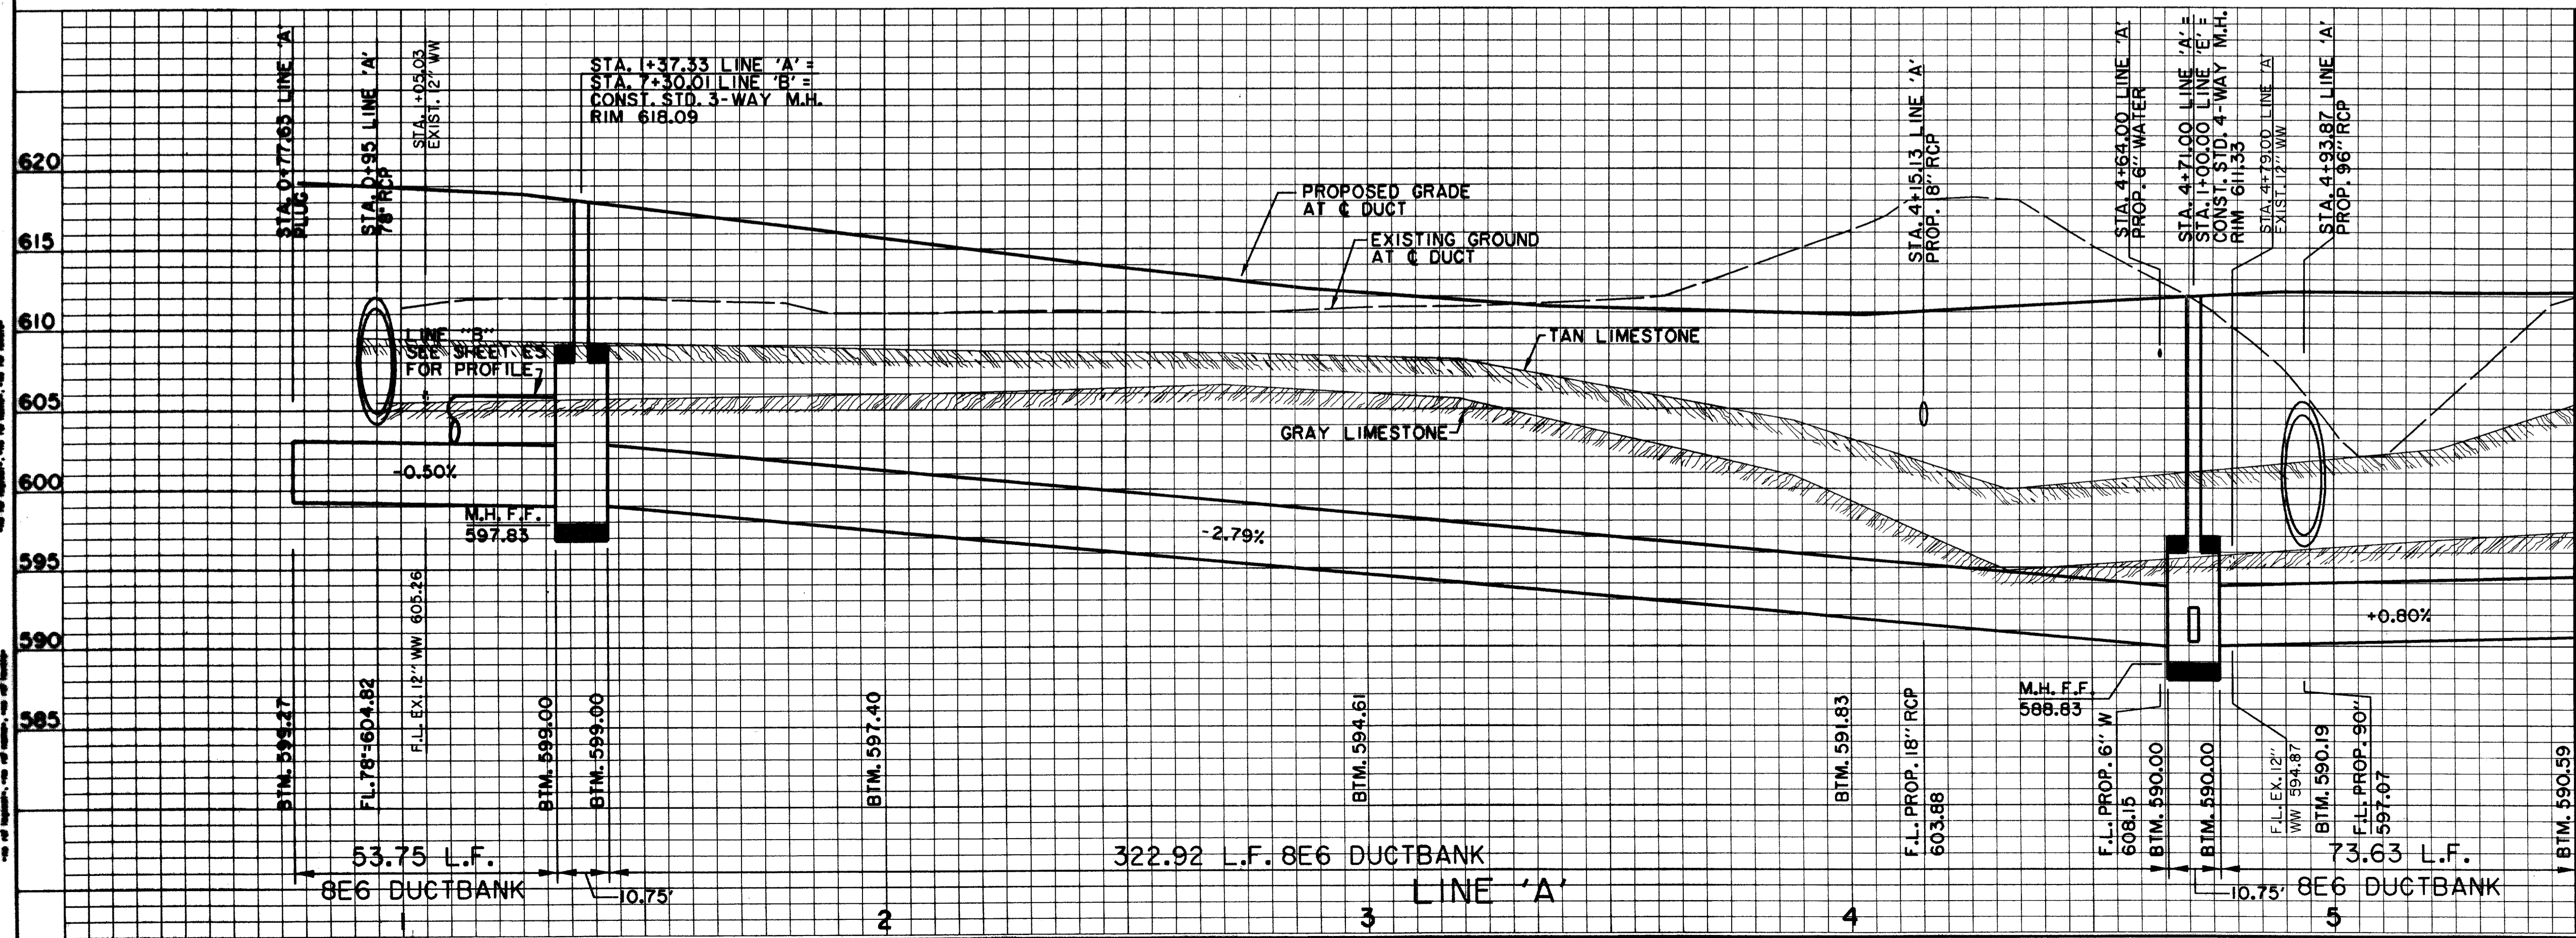 STA. 0+77.63 LINE 'A'
PLUG
STA. 0+95 LINE 'A'
78" RCP
STA. +05.03
EXIST. 12" WW
STA. 1+37.33 LINE 'A' =
STA. 7+30.01 LINE 'B' =
CONST. STD. 3-WAY M.H.
RIM 618.09
PROPOSED GRADE
AT ℄ DUCT
EXISTING GROUND
AT ℄ DUCT
STA. 4+15.13 LINE 'A'
PROP. 18" RCP
STA. 4+64.00 LINE 'A'
PROP. 6" WATER
STA. 4+71.00 LINE 'A' =
STA. 1+00.00 LINE 'E' =
CONST. STD. 4-WAY M.H.
RIM 611.33
STA. 4+79.00 LINE 'A'
EXIST. 12" WW
STA. 4+93.87 LINE 'A'
PROP. 96" RCP
620
615
610
605
600
595
590
585
LINE "B"
SEE SHEET E5
FOR PROFILE
TAN LIMESTONE
GRAY LIMESTONE
-0.50%
M.H. F.F.
597.83
-2.79%
+0.80%
M.H. F.F.
588.83
BTM. 599.27
FL.78"=604.82
F.L. EX. 12" WW 605.26
BTM. 599.00
BTM. 599.00
BTM. 597.40
BTM. 594.61
BTM. 591.83
F.L. PROP. 18" RCP
603.88
F.L. PROP. 6" W
608.15
BTM. 590.00
BTM. 590.00
F.L. EX. 12"
WW 594.87
BTM. 590.19
F.L. PROP. 90"
597.07
BTM. 590.59
53.75 L.F.
8E6 DUCTBANK
10.75'
322.92 L.F. 8E6 DUCTBANK
LINE 'A'
10.75'
73.63 L.F.
8E6 DUCTBANK
1
2
3
4
5